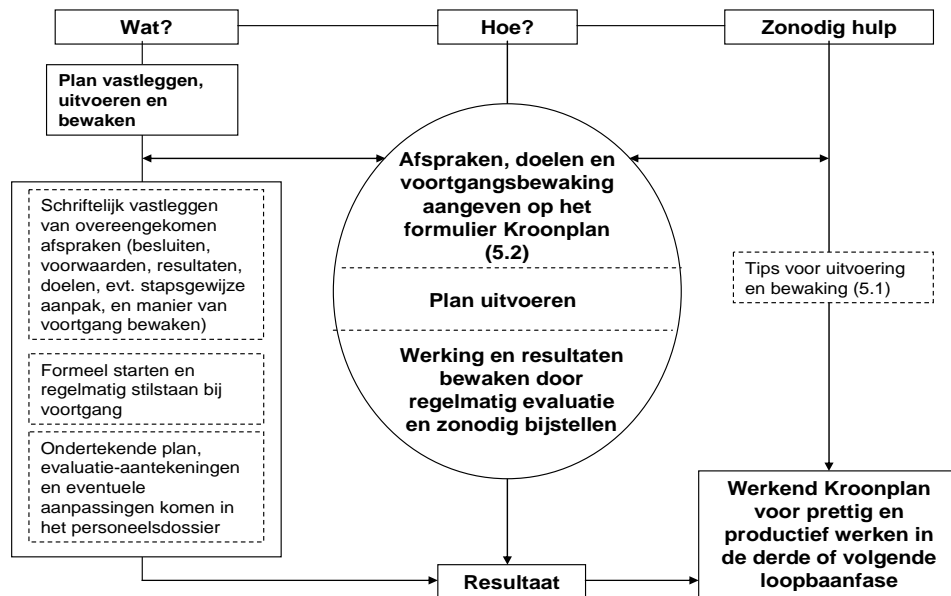 Wat?
Hoe?
Zonodig hulp
Plan vastleggen,
uitvoeren en
bewaken
Schriftelijk vastleggen
van overeengekomen
afspraken (besluiten,
voorwaarden, resultaten,
doelen, evt. stapsgewijze
aanpak, en manier van
voortgang bewaken)
Formeel starten en
regelmatig stilstaan bij
voortgang
Ondertekende plan,
evaluatie-aantekeningen
en eventuele
aanpassingen komen in
het personeelsdossier
Afspraken, doelen en
voortgangsbewaking
aangeven op het
formulier Kroonplan
(5.2)
Plan uitvoeren
Werking en resultaten
bewaken door
regelmatig evaluatie
en zonodig bijstellen
Tips voor uitvoering
en bewaking (5.1)
Resultaat
Werkend Kroonplan
voor prettig en
productief werken in
de derde of volgende
loopbaanfase